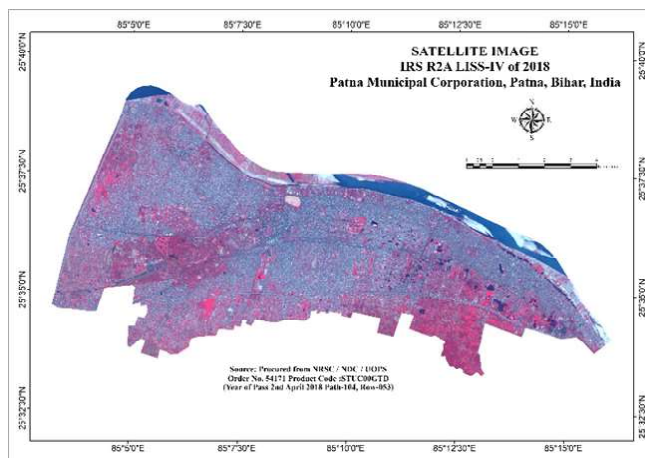 85°5'0"E 85°7'30"E 85°10'0"E 85°12'30"E 85°15'0"E
SATELLITE IMAGE
IRS R2A LISS-IV of 2018
Patna Municipal Corporation, Patna, Bihar, India
N
W E
S
25°40'0"N 25°40'0"N
25°37'30"N 25°37'30"N
25°35'0"N 25°35'0"N
25°32'30"N 25°32'30"N
Source: Procured from NRSC / NDC / UOPS
Order No. 54171 Product Code :STUC00GTD
(Year of Pass 2nd April 2018 Path-104, Row-053)
85°5'0"E 85°7'30"E 85°10'0"E 85°12'30"E 85°15'0"E